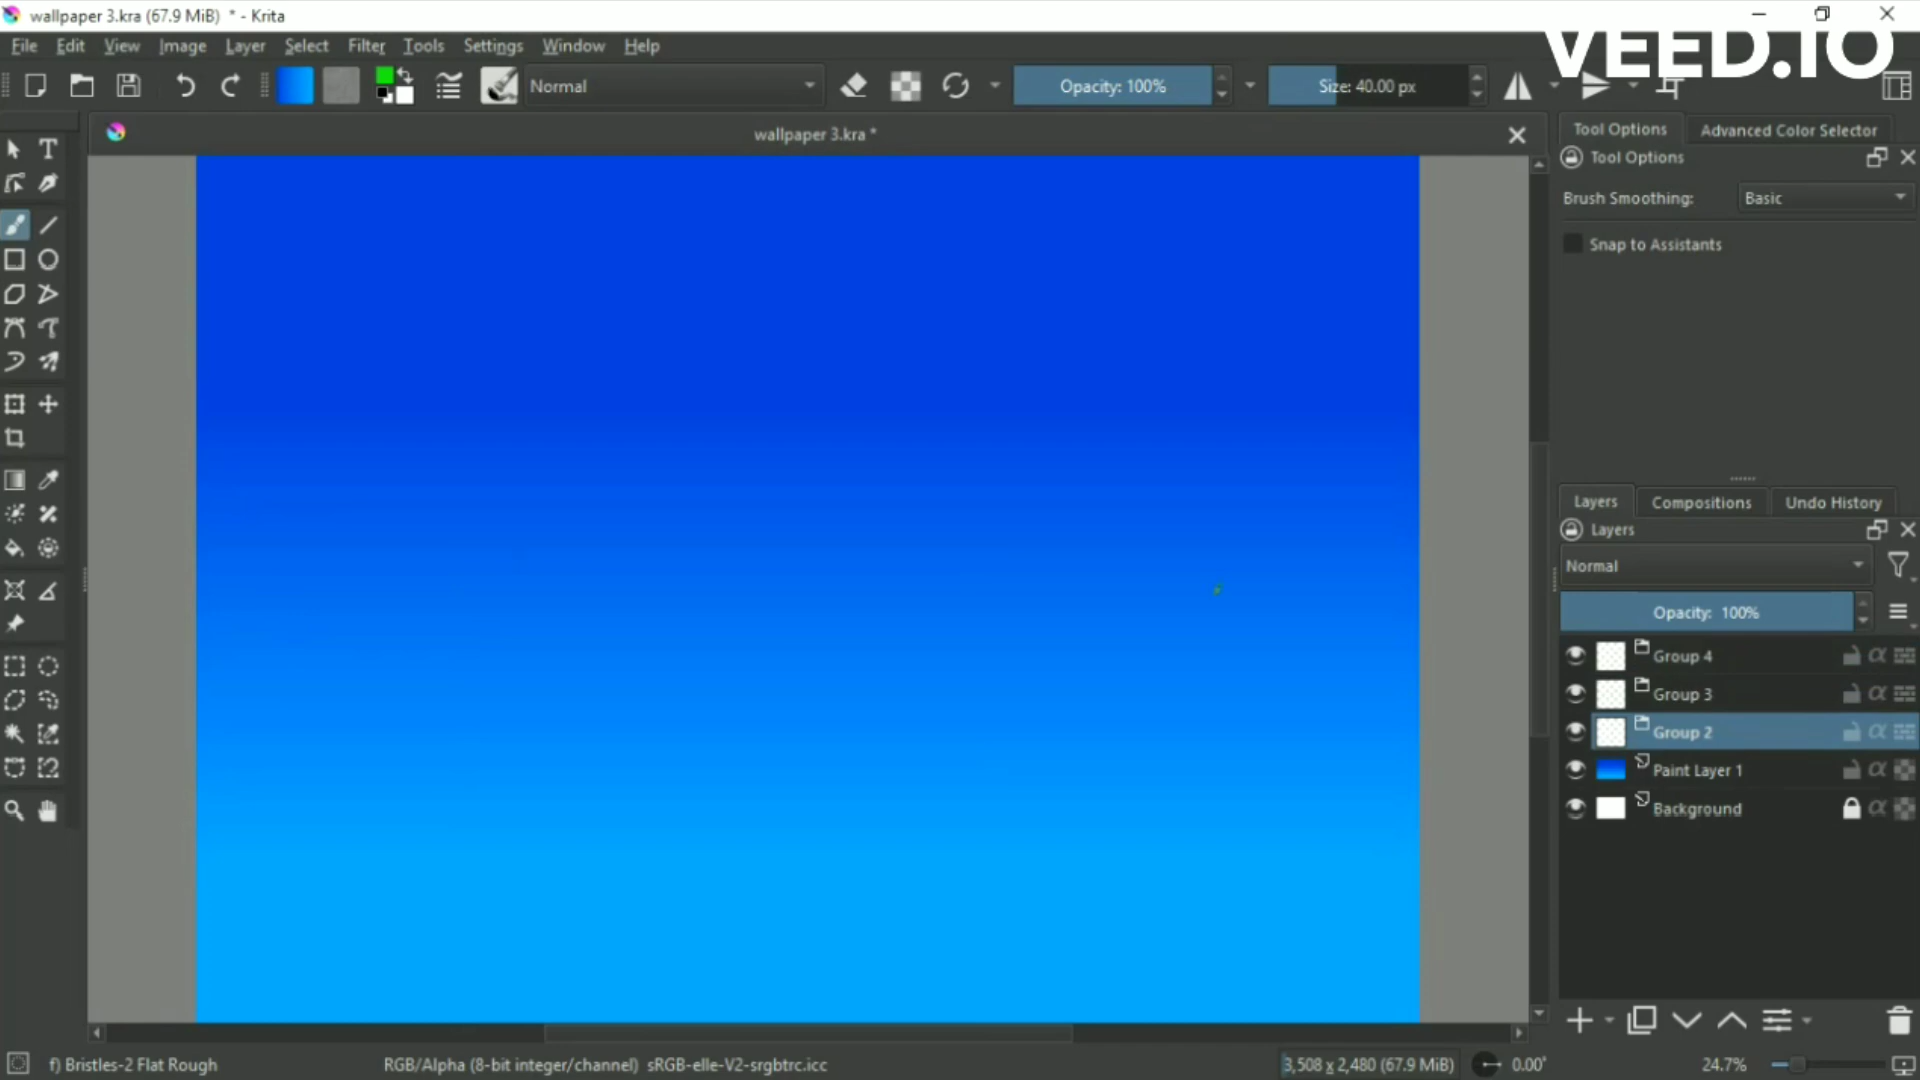 wallpaper 3.kra (67.9 MiB) * - Krita
VEED.IO
File Edit View Image Layer Select Filter Tools Settings Window Help
Normal
Opacity: 100%
Size: 40.00 px
wallpaper 3.kra *
Tool Options Advanced Color Selector
Tool Options
Brush Smoothing: Basic
Snap to Assistants
Layers Compositions Undo History
Layers
Normal
Opacity: 100%
Group 4
Group 3
Group 2
Paint Layer 1
Background
f) Bristles-2 Flat Rough
RGB/Alpha (8-bit integer/channel) sRGB-elle-V2-srgbtrc.icc
3,508 x 2,480 (67.9 MiB)
0.00°
24.7%